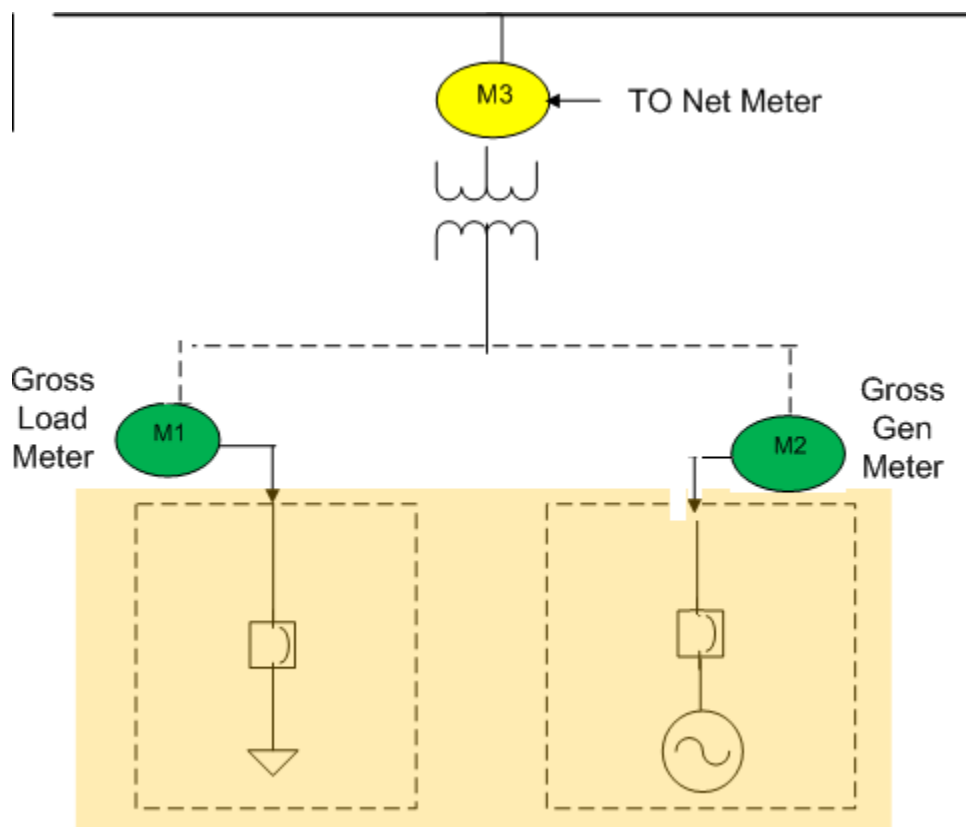 M3
TO Net Meter
Gross
Load
Meter
M1
Gross
Gen
Meter
M2